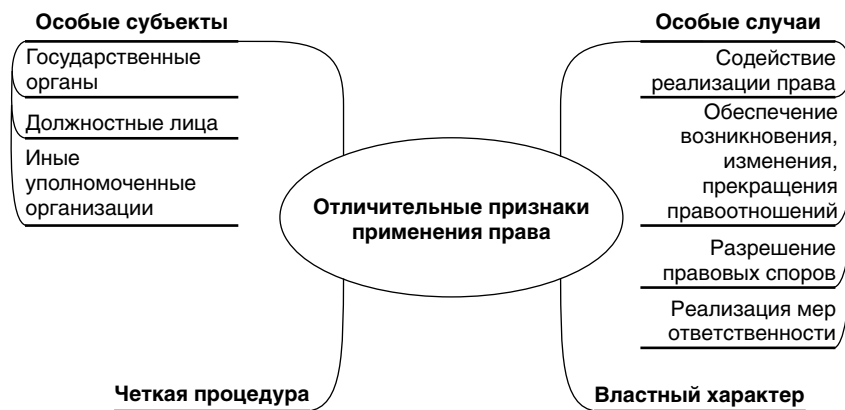 Особые субъекты
Государственные
органы
Должностные лица
Иные
уполномоченные
организации
Особые случаи
Содействие
реализации права
Обеспечение
возникновения,
изменения,
прекращения
правоотношений
Разрешение
правовых споров
Реализация мер
ответственности
Отличительные признаки
применения права
Четкая процедура
Властный характер